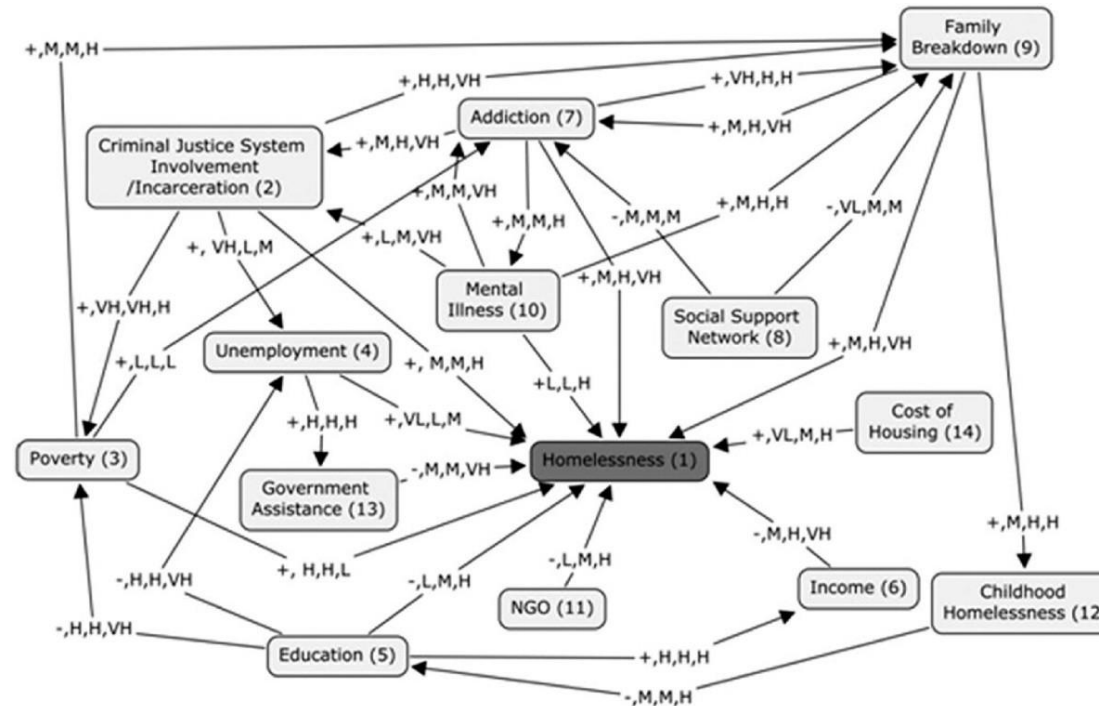 Family
Breakdown (9)
+,M,M,H
+,H,H,VH
+,VH,H,H
Addiction (7)
+,M,H,VH
+,M,H,VH
Criminal Justice System
Involvement
/Incarceration (2)
+,M,M,VH
+,M,H,H
-,VL,M,M
-,M,M,M
+,M,M,H
+,L,M,VH
+, VH,L,M
+,M,H,VH
Mental
Illness (10)
Social Support
Network (8)
+,VH,VH,H
Unemployment (4)
+,M,H,VH
+,L,L,L
+, M,M,H
+L,L,H
Cost of
Housing (14)
+,H,H,H
+,VL,L,M
+,VL,M,H
Poverty (3)
Homelessness (1)
-,M,M,VH
Government
Assistance (13)
+,M,H,H
-,M,H,VH
+, H,H,L
-,L,M,H
-,H,H,VH
-,L,M,H
Income (6)
Childhood
Homelessness (12)
NGO (11)
-,H,H,VH
Education (5)
+,H,H,H
-,M,M,H